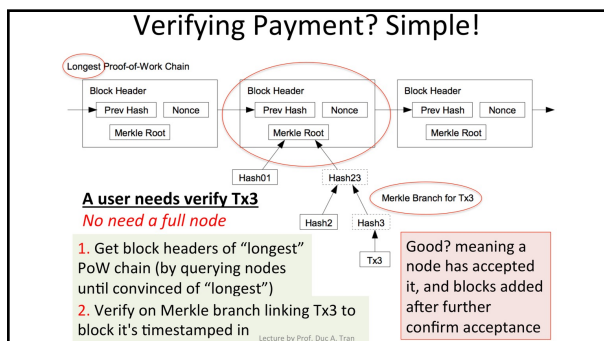 Verifying Payment? Simple!
Longest Proof-of-Work Chain
Block Header
Prev Hash
Nonce
Merkle Root
Block Header
Prev Hash
Nonce
Merkle Root
Block Header
Prev Hash
Nonce
Merkle Root
Hash01
Hash23
Merkle Branch for Tx3
Hash2
Hash3
Tx3
A user needs verify Tx3
No need a full node
1. Get block headers of “longest”
PoW chain (by querying nodes
until convinced of “longest”)
2. Verify on Merkle branch linking Tx3 to
block it's timestamped in
Good? meaning a
node has accepted
it, and blocks added
after further
confirm acceptance
Lecture by Prof. Duc A. Tran